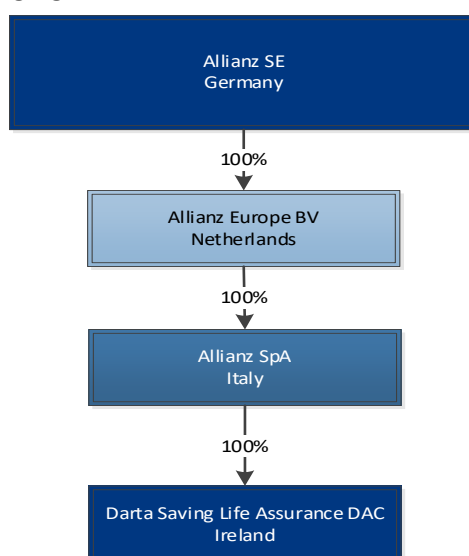 Allianz SE
Germany
100%
Allianz Europe BV
Netherlands
100%
Allianz SpA
Italy
100%
Darta Saving Life Assurance DAC
Ireland